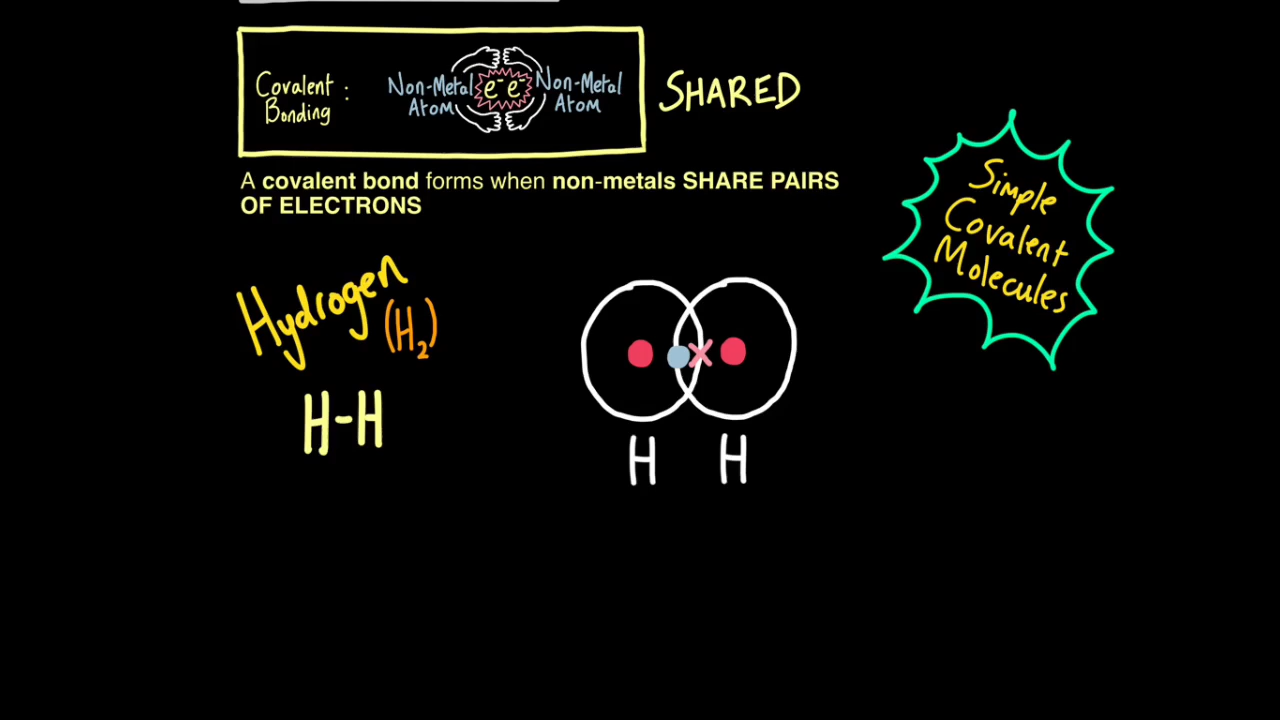 Covalent Bonding :
Non-Metal Atom
e⁻ e⁻
Non-Metal Atom
SHARED
A covalent bond forms when non-metals SHARE PAIRS
OF ELECTRONS
Simple
Covalent
Molecules
Hydrogen
(H₂)
H-H
H H